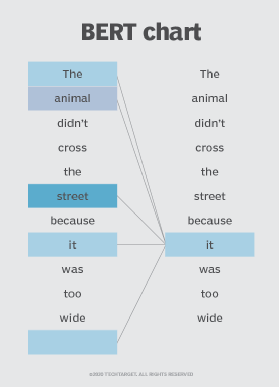 BERT chart
The The
animal animal
didn't didn't
cross cross
the the
street street
because because
it it
was was
too too
wide wide
©2020 TECHTARGET. ALL RIGHTS RESERVED